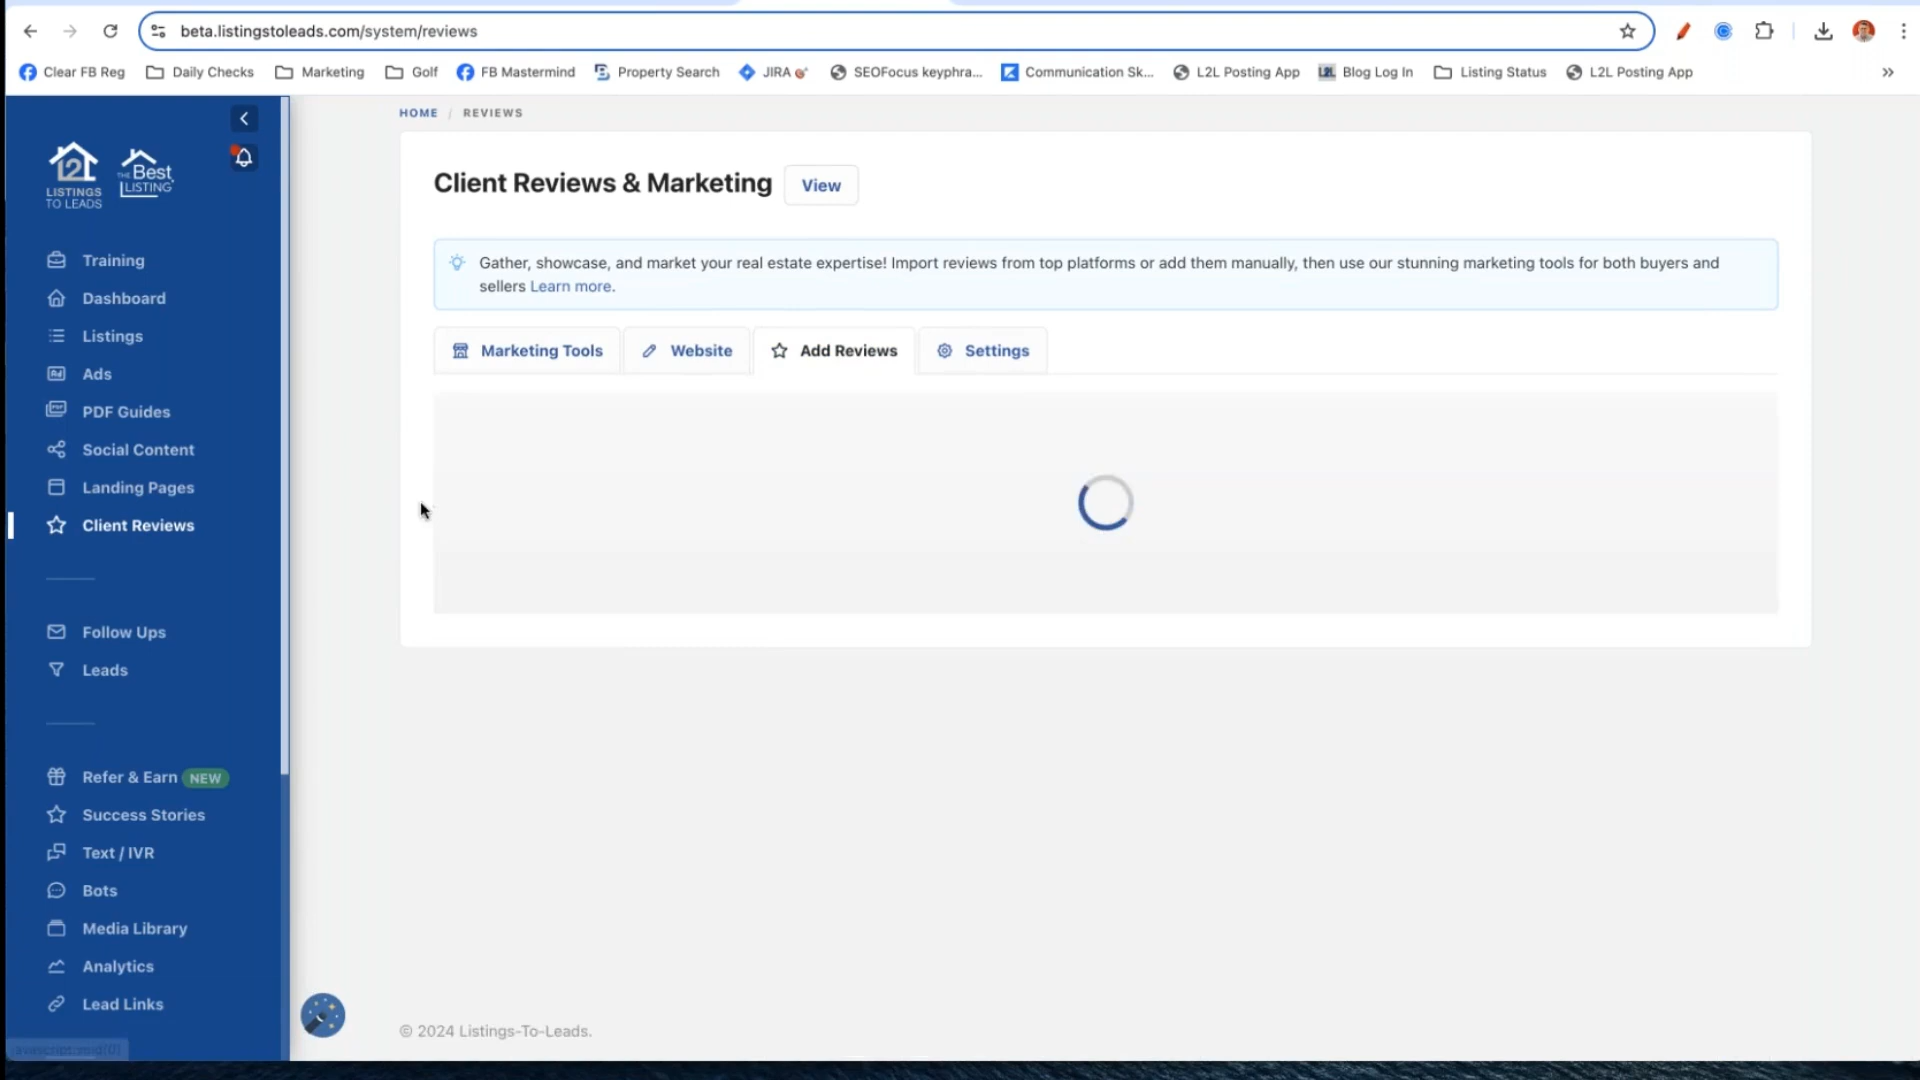 beta.listingstoleads.com/system/reviews
Clear FB Reg
Daily Checks
Marketing
Golf
FB Mastermind
Property Search
JIRA
SEOFocus keyphra...
Communication Sk...
L2L Posting App
Blog Log In
Listing Status
L2L Posting App
»
L2L
LISTINGS
TO LEADS
THE Best
LISTING
Training
Dashboard
Listings
Ads
PDF Guides
Social Content
Landing Pages
Client Reviews
Follow Ups
Leads
Refer & Earn NEW
Success Stories
Text / IVR
Bots
Media Library
Analytics
Lead Links
javascript:void(0)
HOME / REVIEWS
Client Reviews & Marketing
View
Gather, showcase, and market your real estate expertise! Import reviews from top platforms or add them manually, then use our stunning marketing tools for both buyers and
sellers Learn more.
Marketing Tools
Website
Add Reviews
Settings
© 2024 Listings-To-Leads.